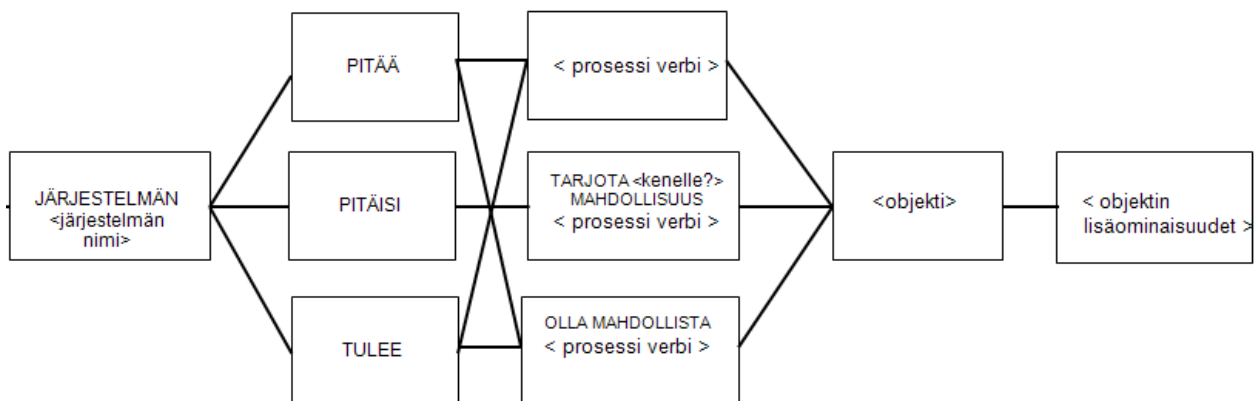 JÄRJESTELMÄN
<järjestelmän
nimi>
PITÄÄ
PITÄISI
TULEE
< prosessi verbi >
TARJOTA <kenelle?>
MAHDOLLISUUS
< prosessi verbi >
OLLA MAHDOLLISTA
< prosessi verbi >
<objekti>
< objektin
lisäominaisuudet >